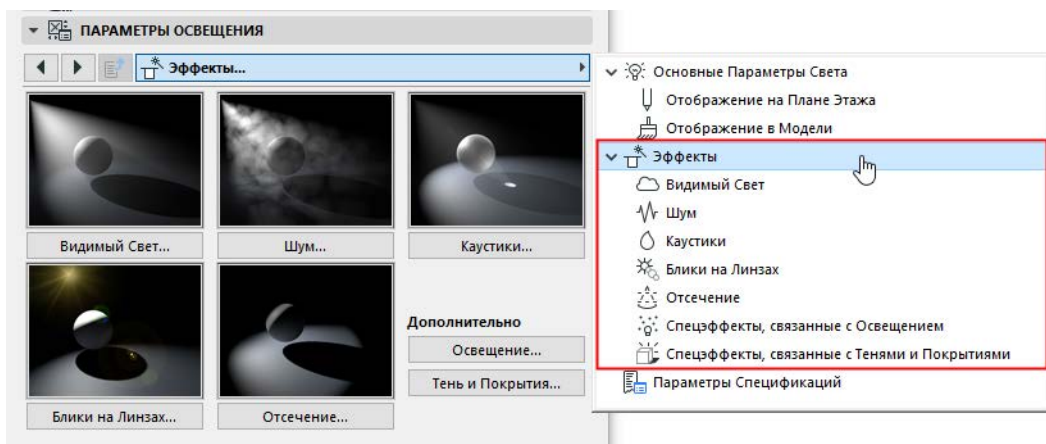 ПАРАМЕТРЫ ОСВЕЩЕНИЯ
Эффекты...
Видимый Свет...
Шум...
Каустики...
Дополнительно
Освещение...
Тень и Покрытия...
Блики на Линзах...
Отсечение...
Основные Параметры Света
Отображение на Плане Этажа
Отображение в Модели
Эффекты
Видимый Свет
Шум
Каустики
Блики на Линзах
Отсечение
Спецэффекты, связанные с Освещением
Спецэффекты, связанные с Тенями и Покрытиями
Параметры Спецификаций